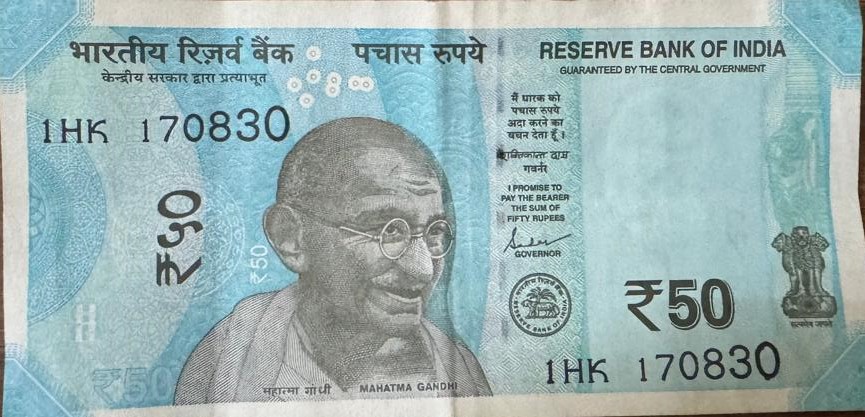 भारतीय रिज़र्व बैंक
केन्द्रीय सरकार द्वारा प्रत्याभूत
पचास रुपये
RESERVE BANK OF INDIA
GUARANTEED BY THE CENTRAL GOVERNMENT
1HK 170830
₹५०
₹50
मैं धारक को
पचास रुपये
अदा करने का
वचन देता हूँ।
शक्तिकान्त दास
गवर्नर
I PROMISE TO
PAY THE BEARER
THE SUM OF
FIFTY RUPEES
GOVERNOR
भारतीय रिज़र्व बैंक
RESERVE BANK OF INDIA
₹50
सत्यमेव जयते
1HK 170830
₹50
महात्मा गांधी MAHATMA GANDHI